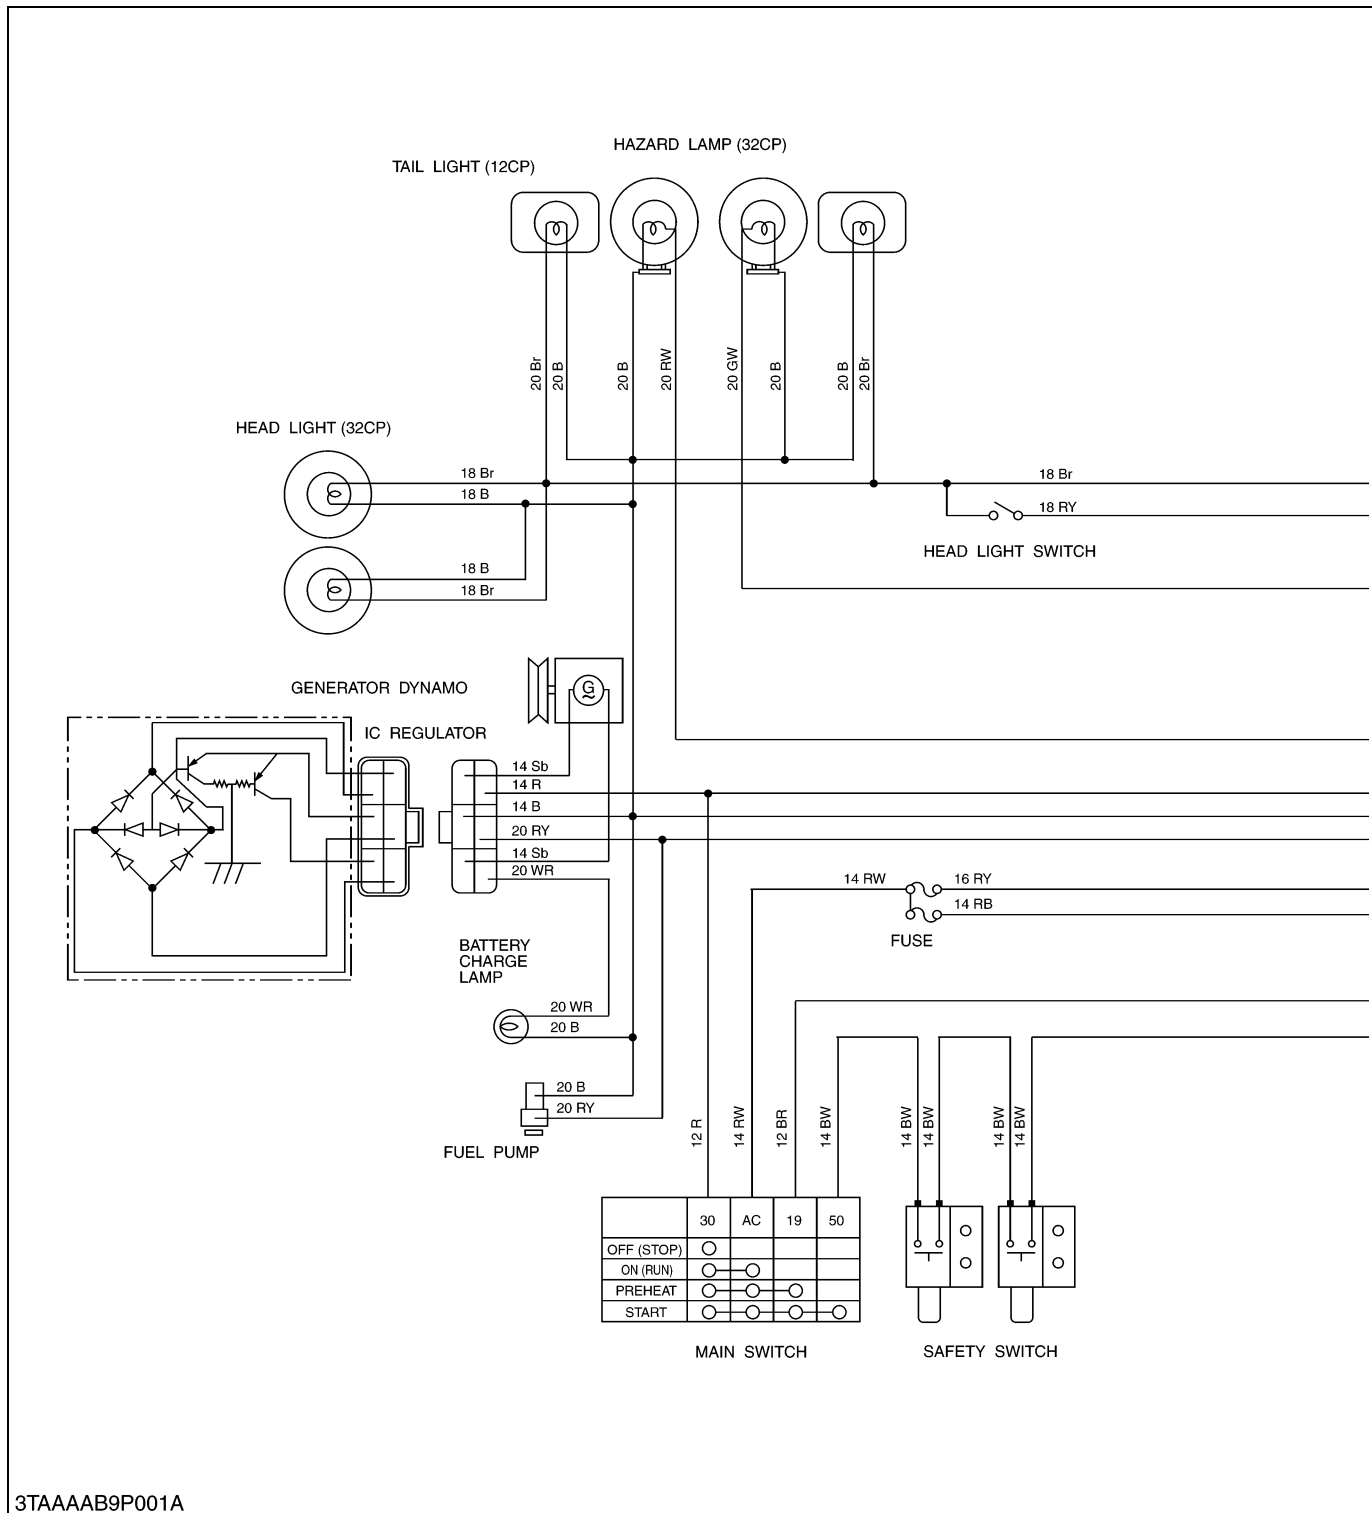 HAZARD LAMP (32CP)
TAIL LIGHT (12CP)
20 Br
20 B
20 B
20 RW
20 GW
20 B
20 B
20 Br
HEAD LIGHT (32CP)
18 Br
18 B
18 Br
18 RY
HEAD LIGHT SWITCH
18 B
18 Br
GENERATOR DYNAMO
G
IC REGULATOR
14 Sb
14 R
14 B
20 RY
14 Sb
20 WR
14 RW
16 RY
14 RB
FUSE
BATTERY
CHARGE
LAMP
20 WR
20 B
20 B
20 RY
FUEL PUMP
12 R
14 RW
12 BR
14 BW
14 BW
14 BW
14 BW
14 BW
30 AC 19 50
OFF (STOP)
ON (RUN)
PREHEAT
START
MAIN SWITCH
SAFETY SWITCH
3TAAAAB9P001A